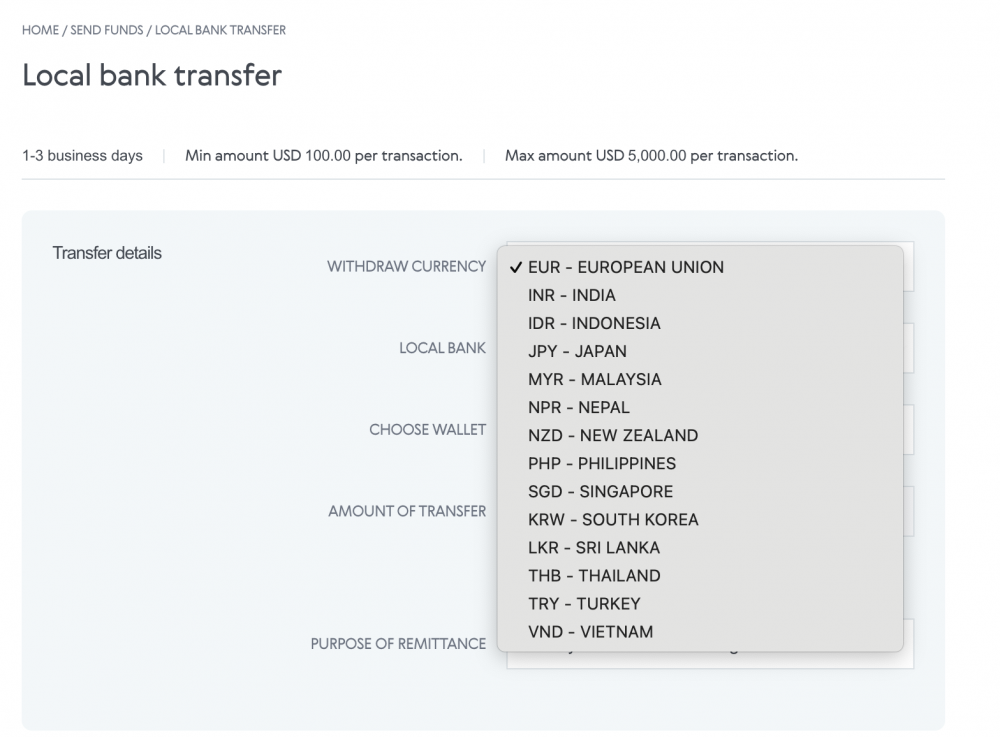 HOME / SEND FUNDS / LOCAL BANK TRANSFER
Local bank transfer
1-3 business days | Min amount USD 100.00 per transaction. | Max amount USD 5,000.00 per transaction.
Transfer details
WITHDRAW CURRENCY
✓ EUR - EUROPEAN UNION
INR - INDIA
IDR - INDONESIA
JPY - JAPAN
MYR - MALAYSIA
NPR - NEPAL
NZD - NEW ZEALAND
PHP - PHILIPPINES
SGD - SINGAPORE
KRW - SOUTH KOREA
LKR - SRI LANKA
THB - THAILAND
TRY - TURKEY
VND - VIETNAM
LOCAL BANK
CHOOSE WALLET
AMOUNT OF TRANSFER
PURPOSE OF REMITTANCE